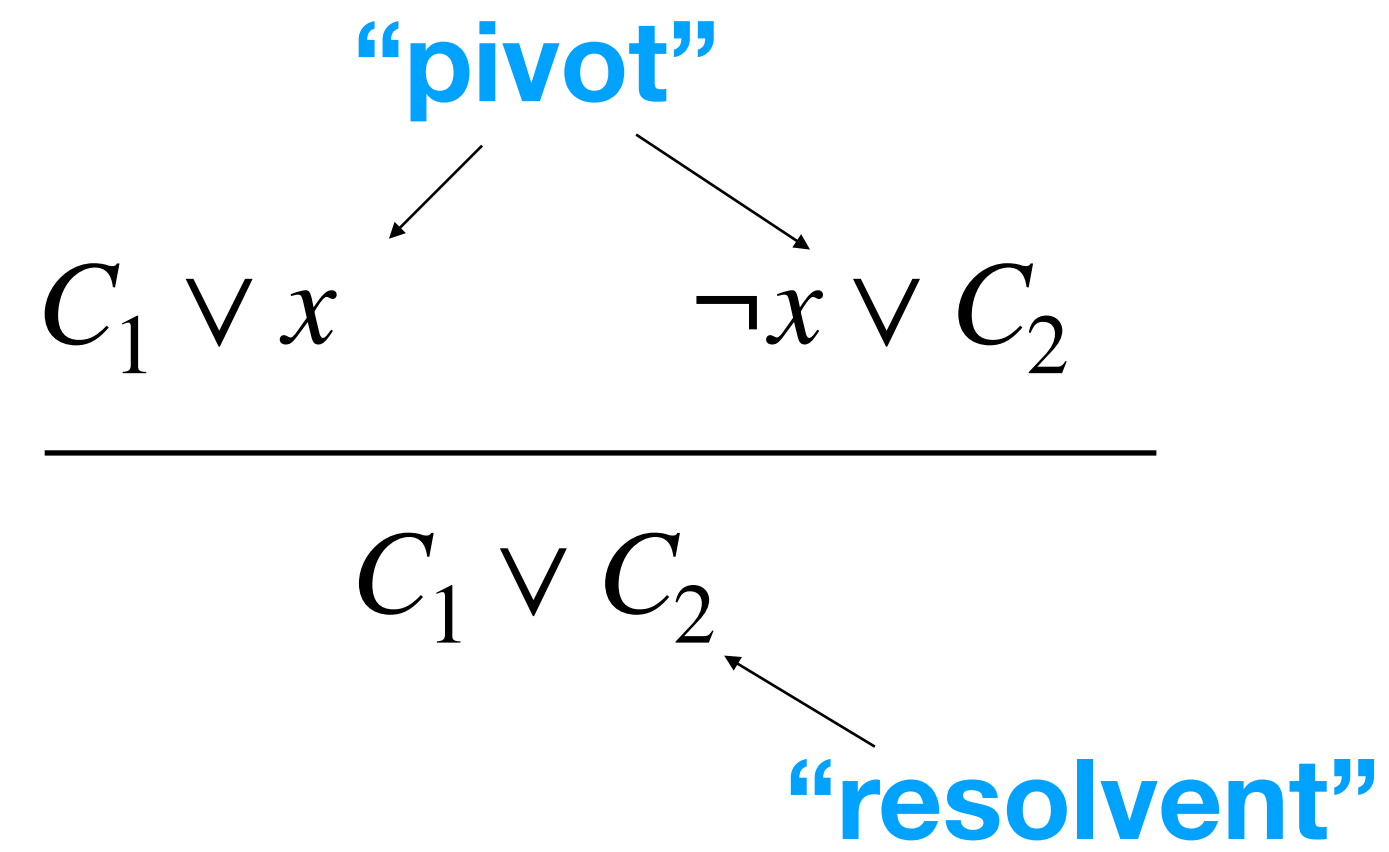 “pivot”
C₁ ∨ x ¬x ∨ C₂
C₁ ∨ C₂
“resolvent”